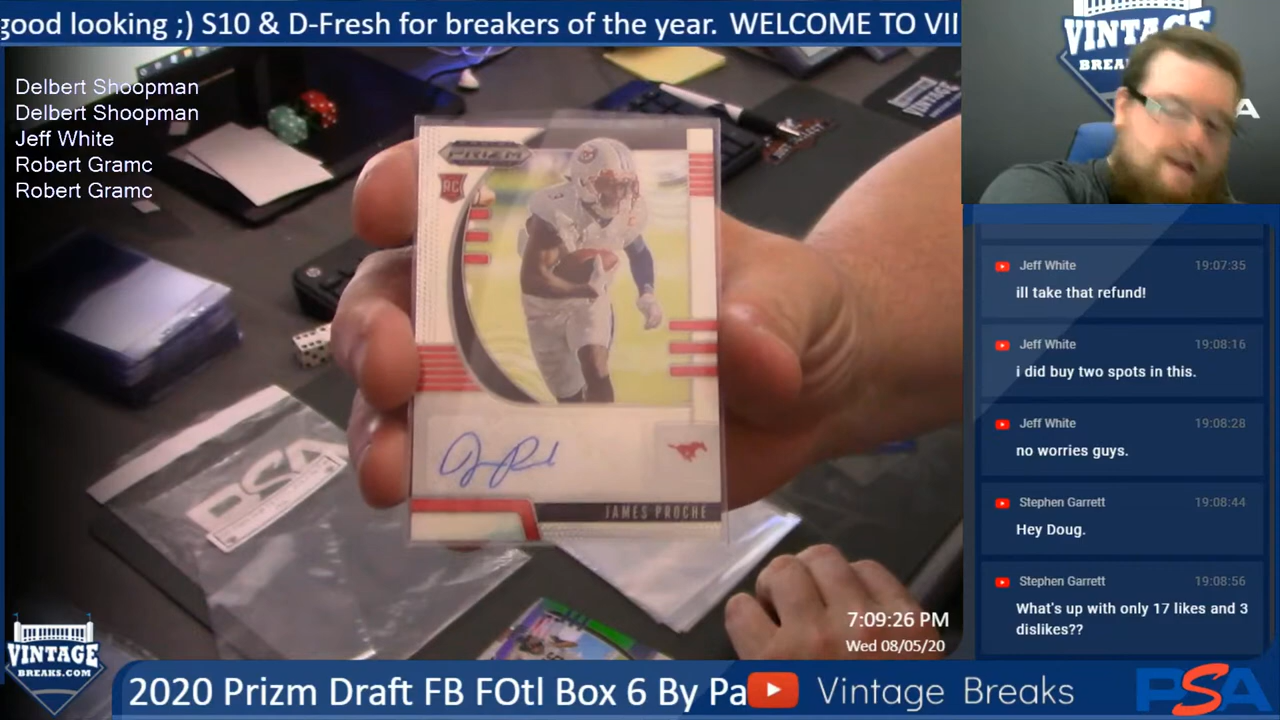 good looking ;) S10 & D-Fresh for breakers of the year. WELCOME TO VII
Delbert Shoopman
Delbert Shoopman
Jeff White
Robert Gramc
Robert Gramc
PRIZM
RC
JAMES PROCHE
PSA
VINTAGE
BREA
A
Jeff White 19:07:35
ill take that refund!
Jeff White 19:08:16
i did buy two spots in this.
Jeff White 19:08:28
no worries guys.
Stephen Garrett 19:08:44
Hey Doug.
Stephen Garrett 19:08:56
What's up with only 17 likes and 3
dislikes??
7:09:26 PM
Wed 08/05/20
VINTAGE
BREAKS.COM
2020 Prizm Draft FB FOtl Box 6 By Pa
Vintage Breaks
PSA